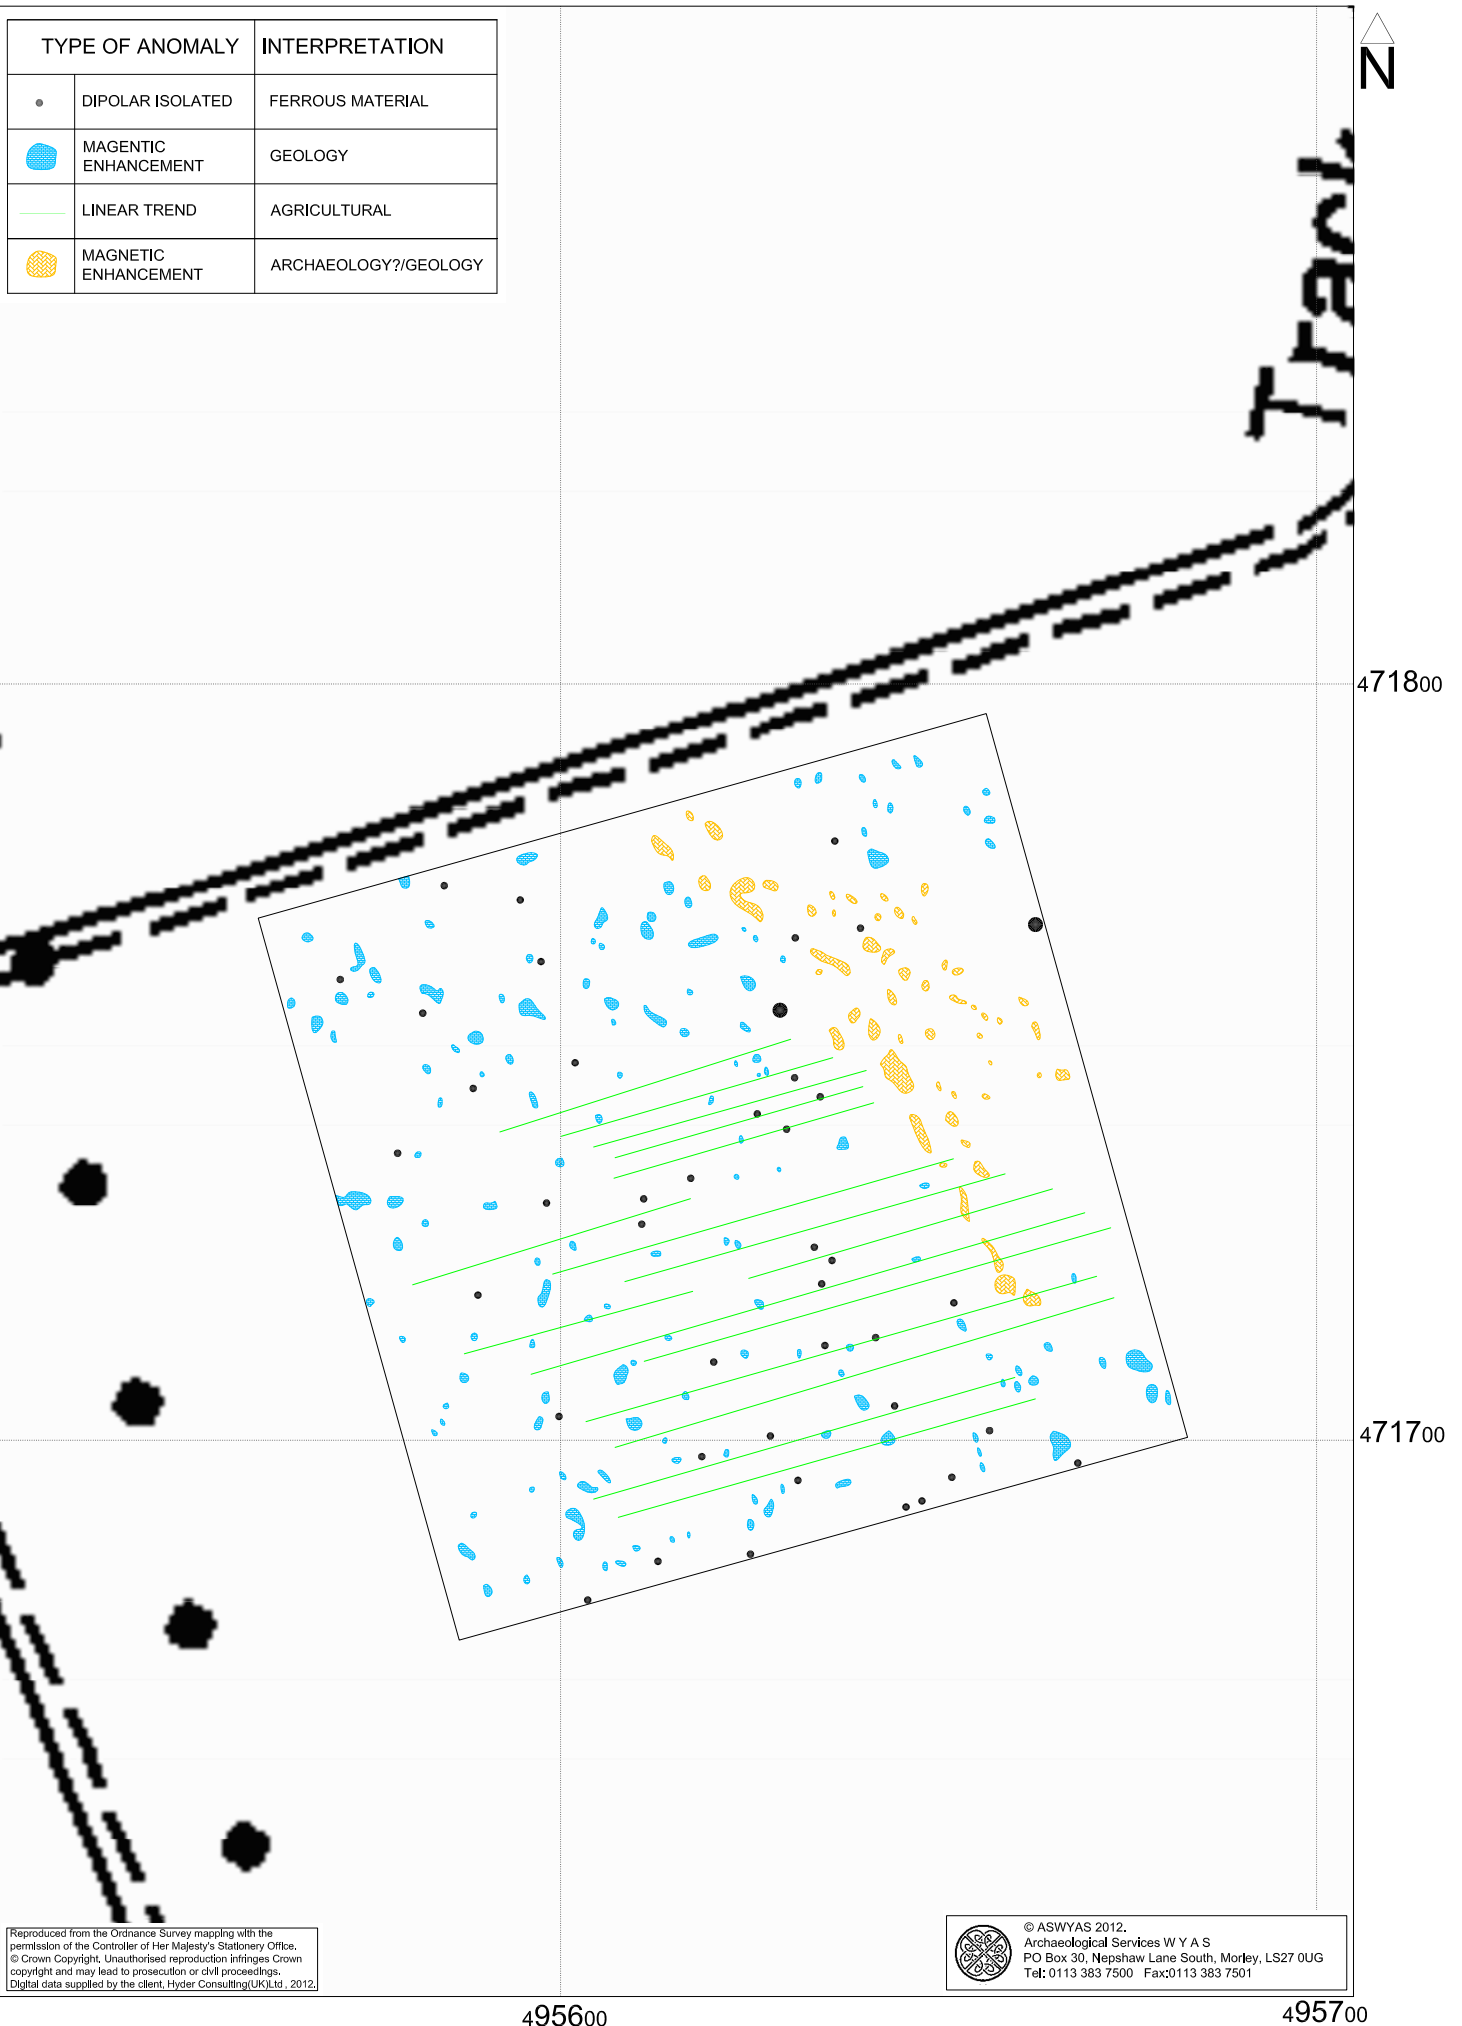 TYPE OF ANOMALY INTERPRETATION
DIPOLAR ISOLATED FERROUS MATERIAL
MAGENTIC
ENHANCEMENT
GEOLOGY
LINEAR TREND AGRICULTURAL
MAGNETIC
ENHANCEMENT
ARCHAEOLOGY?/GEOLOGY
N
Track
471800
471700
Reproduced from the Ordnance Survey mapping with the
permission of the Controller of Her Majesty's Stationery Office.
© Crown Copyright, Unauthorised reproduction infringes Crown
copyright and may lead to prosecution or civil proceedings.
Digital data supplied by the client, Hyder Consulting(UK)Ltd , 2012.
© ASWYAS 2012.
Archaeological Services W Y A S
PO Box 30, Nepshaw Lane South, Morley, LS27 0UG
Tel: 0113 383 7500 Fax:0113 383 7501
495600
495700